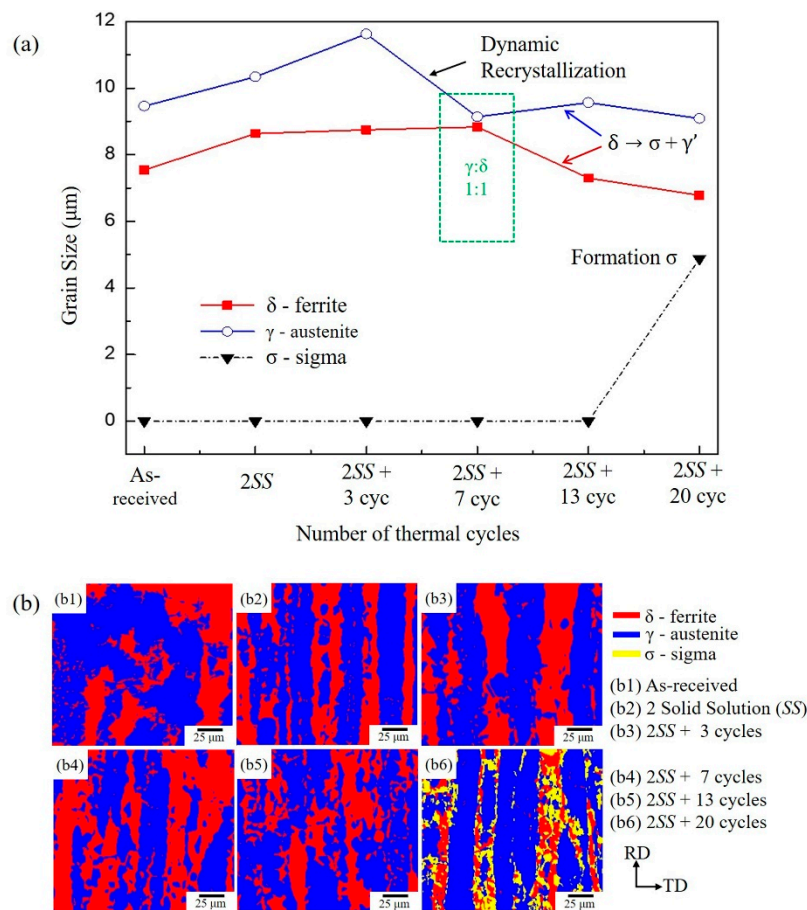 (a)
12
10
8
6
4
2
0
Grain Size (μm)
Dynamic
Recrystallization
γ:δ
1:1
δ → σ + γ’
Formation σ
δ - ferrite
γ - austenite
σ - sigma
As-
received
2SS
2SS +
3 cyc
2SS +
7 cyc
2SS +
13 cyc
2SS +
20 cyc
Number of thermal cycles
(b)
(b1)
25 μm
(b2)
25 μm
(b3)
25 μm
δ - ferrite
γ - austenite
σ - sigma
(b1) As-received
(b2) 2 Solid Solution (SS)
(b3) 2SS + 3 cycles
(b4)
25 μm
(b5)
25 μm
(b6)
25 μm
(b4) 2SS + 7 cycles
(b5) 2SS + 13 cycles
(b6) 2SS + 20 cycles
RD
TD